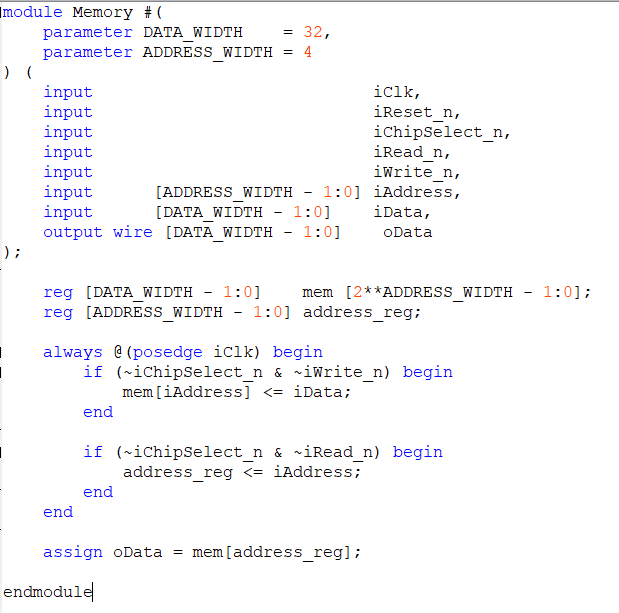 module Memory #(
    parameter DATA_WIDTH    = 32,
    parameter ADDRESS_WIDTH = 4
) (
    input                           iClk,
    input                           iReset_n,
    input                           iChipSelect_n,
    input                           iRead_n,
    input                           iWrite_n,
    input      [ADDRESS_WIDTH - 1:0] iAddress,
    input      [DATA_WIDTH - 1:0]    iData,
    output wire [DATA_WIDTH - 1:0]    oData
);
    reg [DATA_WIDTH - 1:0]    mem [2**ADDRESS_WIDTH - 1:0];
    reg [ADDRESS_WIDTH - 1:0] address_reg;
    always @(posedge iClk) begin
        if (~iChipSelect_n & ~iWrite_n) begin
            mem[iAddress] <= iData;
        end
        if (~iChipSelect_n & ~iRead_n) begin
            address_reg <= iAddress;
        end
    end
    assign oData = mem[address_reg];
endmodule